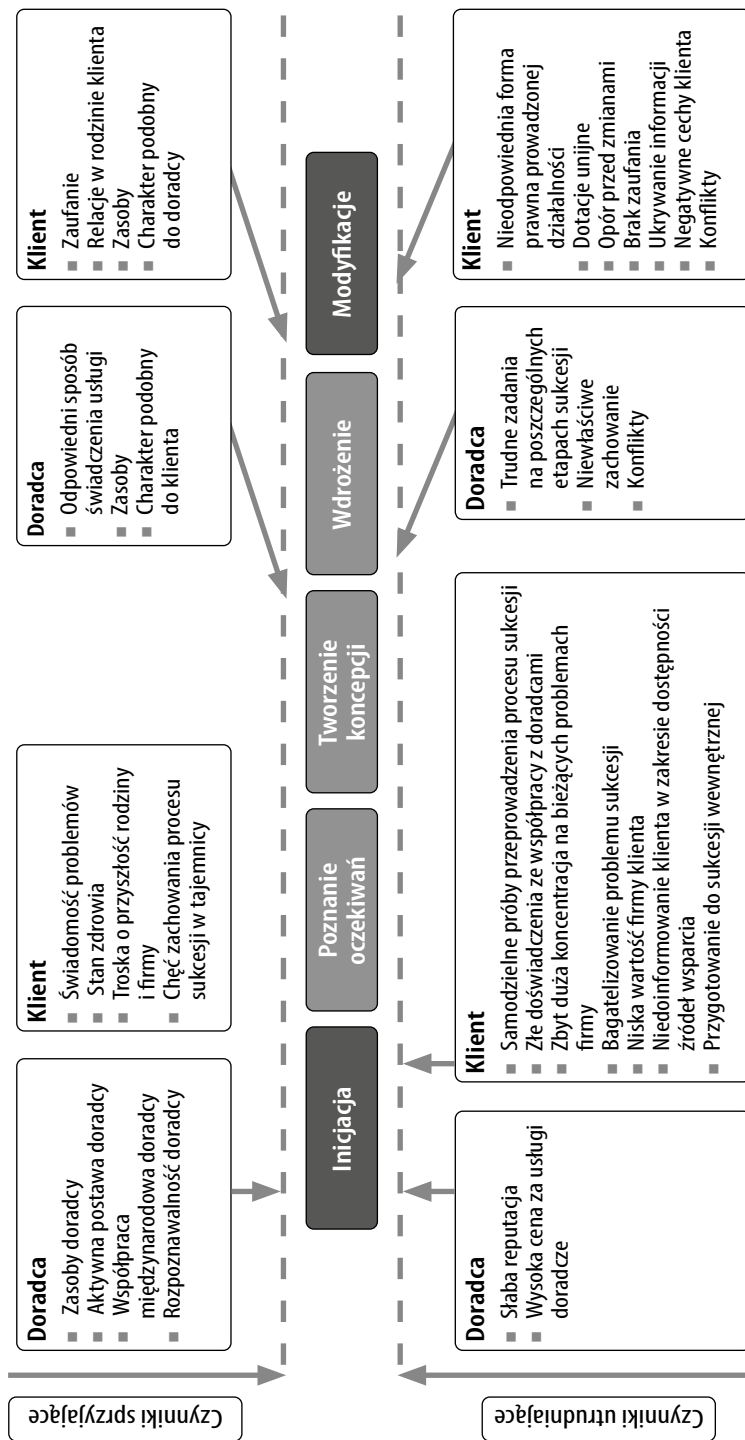 Czynniki sprzyjające
Doradca
Zasoby doradcy
Aktywna postawa doradcy
Współpraca
międzynarodowa doradcy
Rozpoznawalność doradcy
Klient
Świadomość problemów
Stan zdrowia
Troska o przyszłość rodziny
i firmy
Chęć zachowania procesu
sukcesji w tajemnicy
Doradca
Odpowiedni sposób
świadczenia usługi
Zasoby
Charakter podobny
do klienta
Klient
Zaufanie
Relacje w rodzinie klienta
Zasoby
Charakter podobny
do doradcy
Inicjacja
Poznanie
oczekiwań
Tworzenie
koncepcji
Wdrożenie
Modyfikacje
Czynniki utrudniające
Doradca
Słaba reputacja
Wysoka cena za usługi
doradcze
Klient
Samodzielne próby przeprowadzenia procesu sukcesji
Złe doświadczenia ze współpracy z doradcami
Zbyt duża koncentracja na bieżących problemach
firmy
Bagatelizowanie problemu sukcesji
Niska wartość firmy klienta
Niedoinformowanie klienta w zakresie dostępności
źródeł wsparcia
Przygotowanie do sukcesji wewnętrznej
Doradca
Trudne zadania
na poszczególnych
etapach sukcesji
Niewłaściwe
zachowanie
Konflikty
Klient
Nieodpowiednia forma
prawna prowadzonej
działalności
Dotacje unijne
Opór przed zmianami
Brak zaufania
Ukrywanie informacji
Negatywne cechy klienta
Konflikty